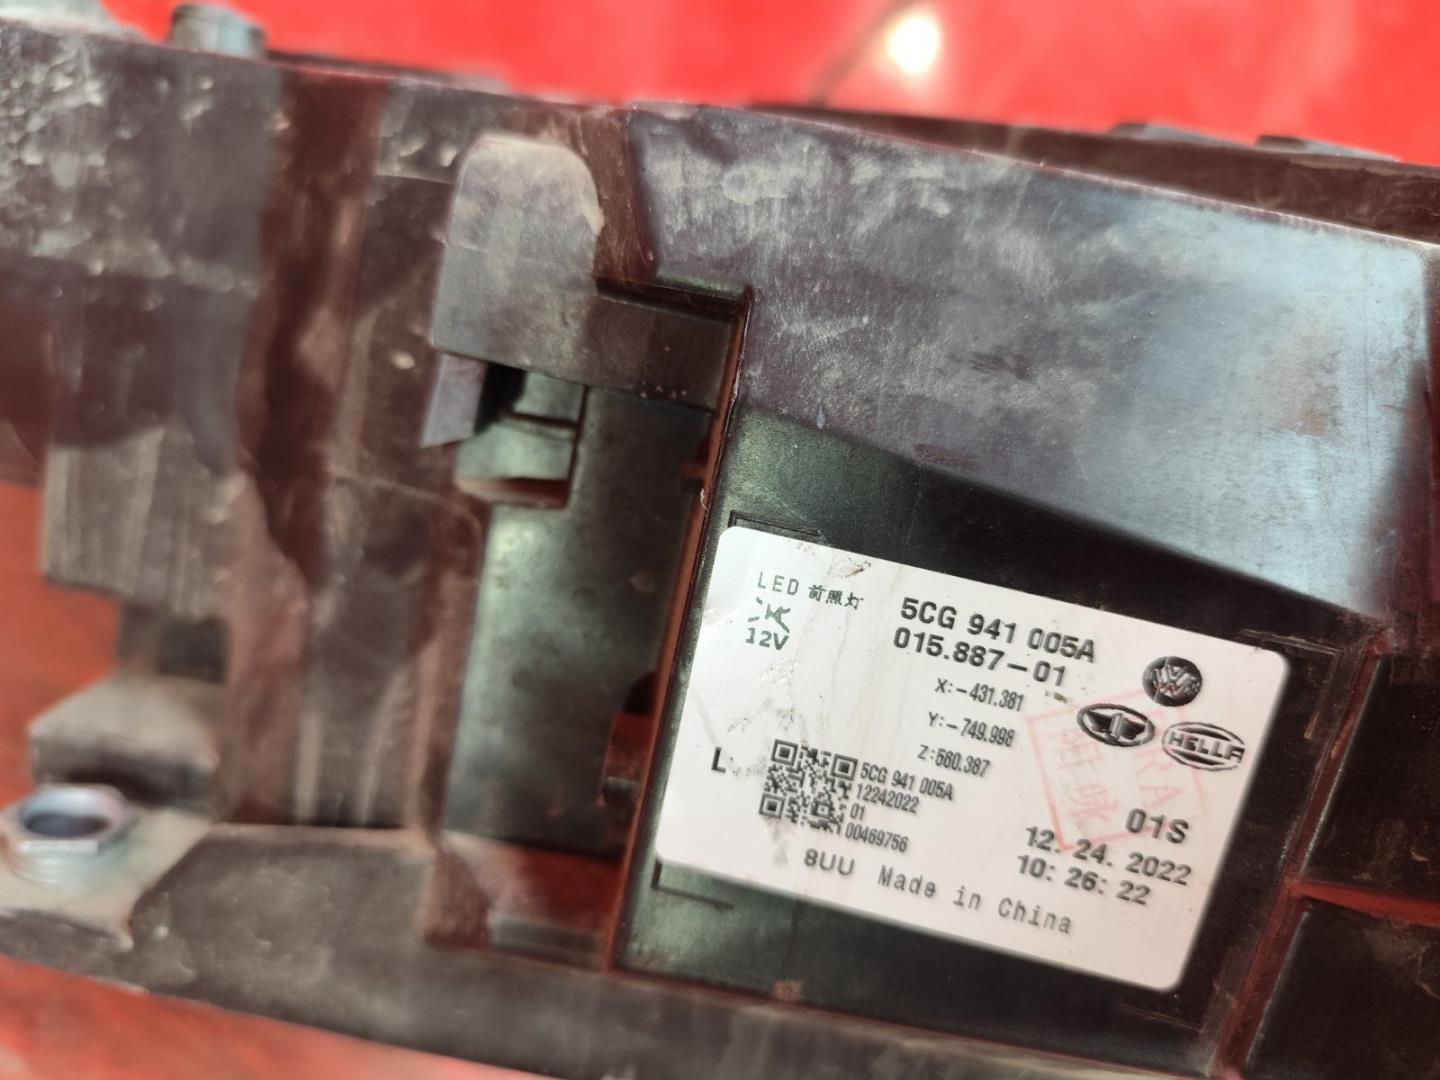 LED 前照灯
12V
5CG 941 005A
015.887-01
X:-431.381
Y:-749.998
Z:560.387
L
5CG 941 005A
12242022
01
00469756
HELLA
01S
12. 24. 2022
10: 26: 22
8UU Made in China